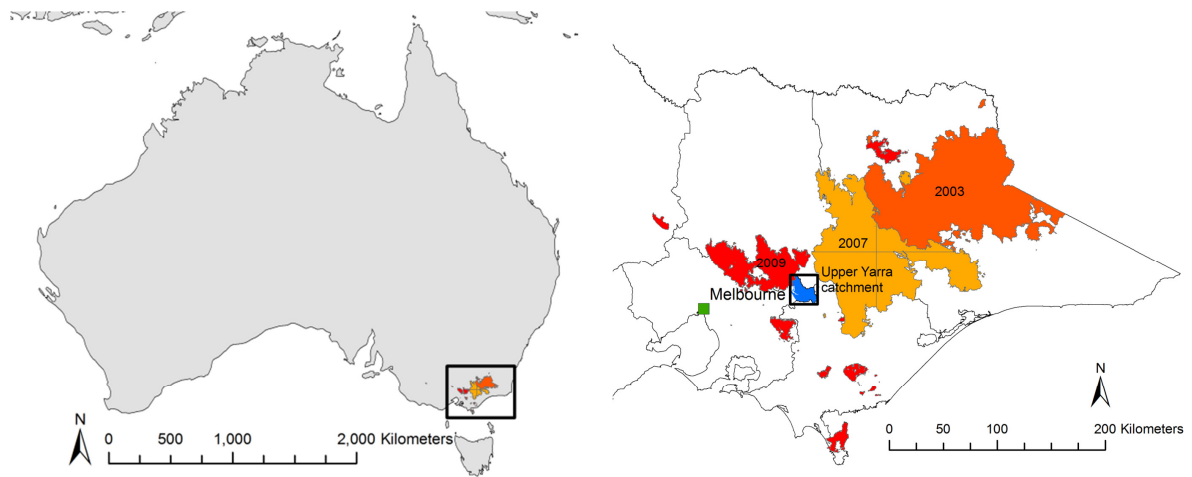 N
0 500 1,000 2,000 Kilometers
2003
2007
2009
Upper Yarra
catchment
Melbourne
N
0 50 100 200 Kilometers